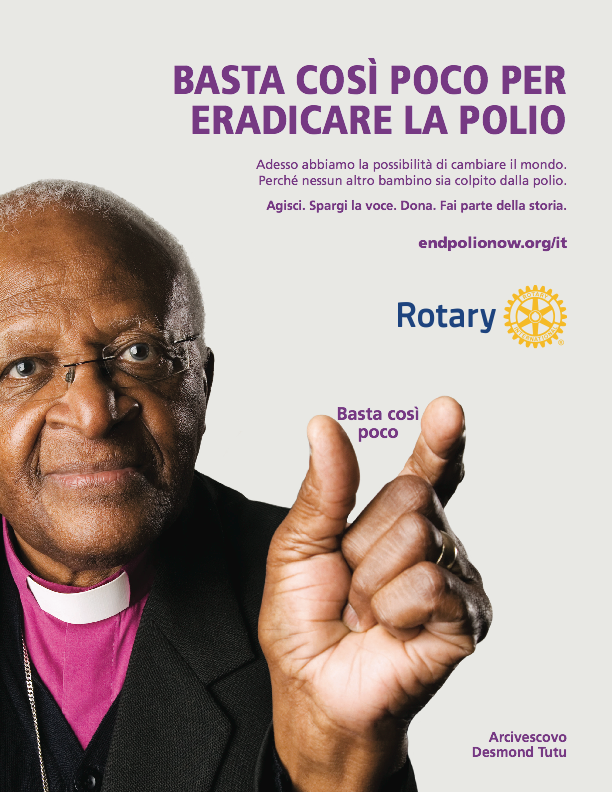 BASTA COSÌ POCO PER
ERADICARE LA POLIO
Adesso abbiamo la possibilità di cambiare il mondo.
Perché nessun altro bambino sia colpito dalla polio.
Agisci. Spargi la voce. Dona. Fai parte della storia.
endpolionow.org/it
Rotary
ROTARY
INTERNATIONAL
®
Basta così
poco
Arcivescovo
Desmond Tutu